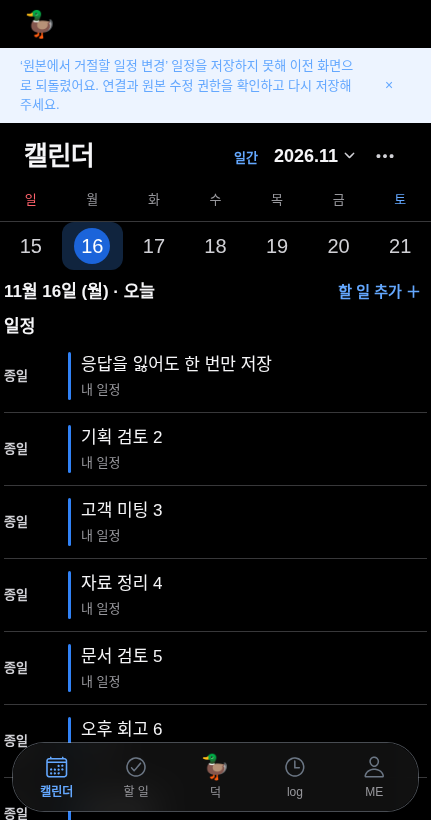 ‘원본에서 거절할 일정 변경’ 일정을 저장하지 못해 이전 화면으
로 되돌렸어요. 연결과 원본 수정 권한을 확인하고 다시 저장해
주세요.
×
캘린더
일간
2026.11
일 월 화 수 목 금 토
15 16 17 18 19 20 21
11월 16일 (월) · 오늘
할 일 추가 +
일정
종일
응답을 잃어도 한 번만 저장
내 일정
종일
기획 검토 2
내 일정
종일
고객 미팅 3
내 일정
종일
자료 정리 4
내 일정
종일
문서 검토 5
내 일정
종일
오후 회고 6
종일
캘린더 할 일 덕 log ME